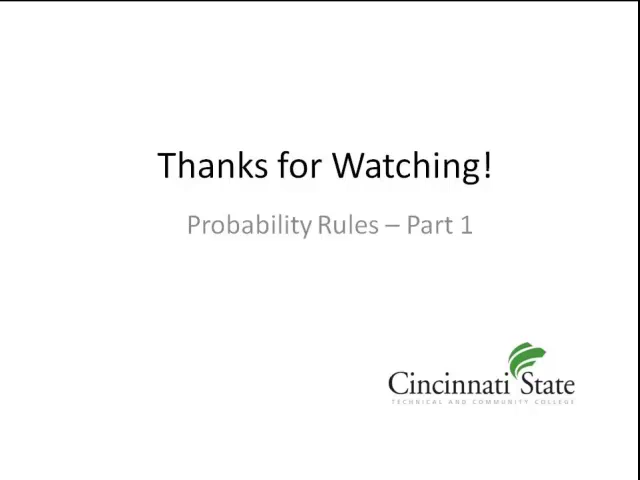 Thanks for Watching!
Probability Rules – Part 1
Cincinnati State
TECHNICAL AND COMMUNITY COLLEGE